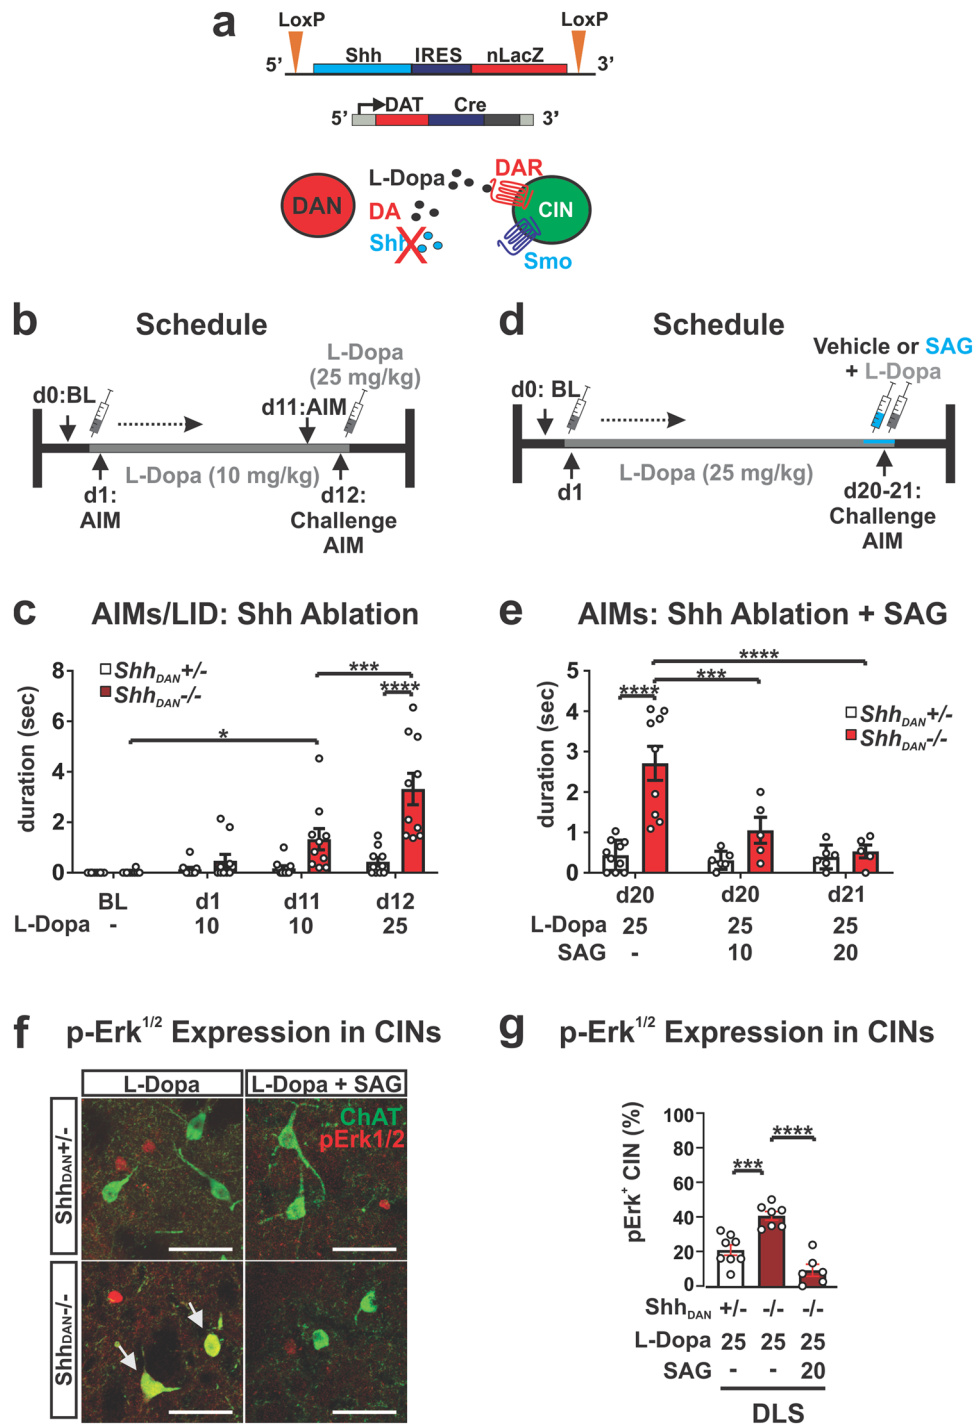 a
LoxP LoxP
5’ Shh IRES nLacZ 3’
5’ DAT Cre 3’
L-Dopa DAR
DAN DA CIN
Shh
Smo
b Schedule
L-Dopa
(25 mg/kg)
d0:BL d11:AIM
L-Dopa (10 mg/kg)
d1:
AIM
d12:
Challenge
AIM
d Schedule
Vehicle or SAG
+ L-Dopa
d0: BL
L-Dopa (25 mg/kg)
d1
d20-21:
Challenge
AIM
c AIMs/LID: Shh Ablation
duration (sec)
8
6
4
2
0
ShhDAN+/-
ShhDAN-/-
*
***
****
BL d1 d11 d12
L-Dopa - 10 10 25
e AIMs: Shh Ablation + SAG
duration (sec)
5
4
3
2
1
0
****
***
****
ShhDAN+/-
ShhDAN-/-
d20 d20 d21
L-Dopa 25 25 25
SAG - 10 20
f p-Erk1/2 Expression in CINs
L-Dopa L-Dopa + SAG
ShhDAN+/-
ChAT
pErk1/2
ShhDAN-/-
g p-Erk1/2 Expression in CINs
pErk+ CIN (%)
100
80
60
40
20
0
***
****
ShhDAN +/- -/- -/-
L-Dopa 25 25 25
SAG - - 20
DLS